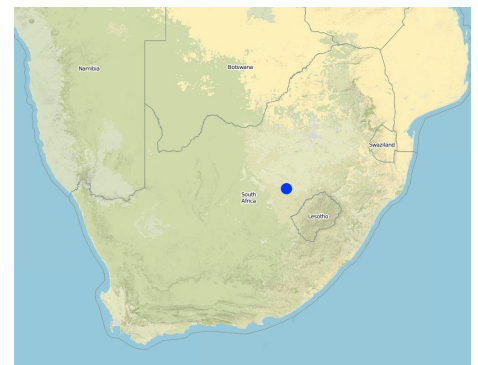 Namibia
Botswana
Swaziland
South
Africa
Lesotho